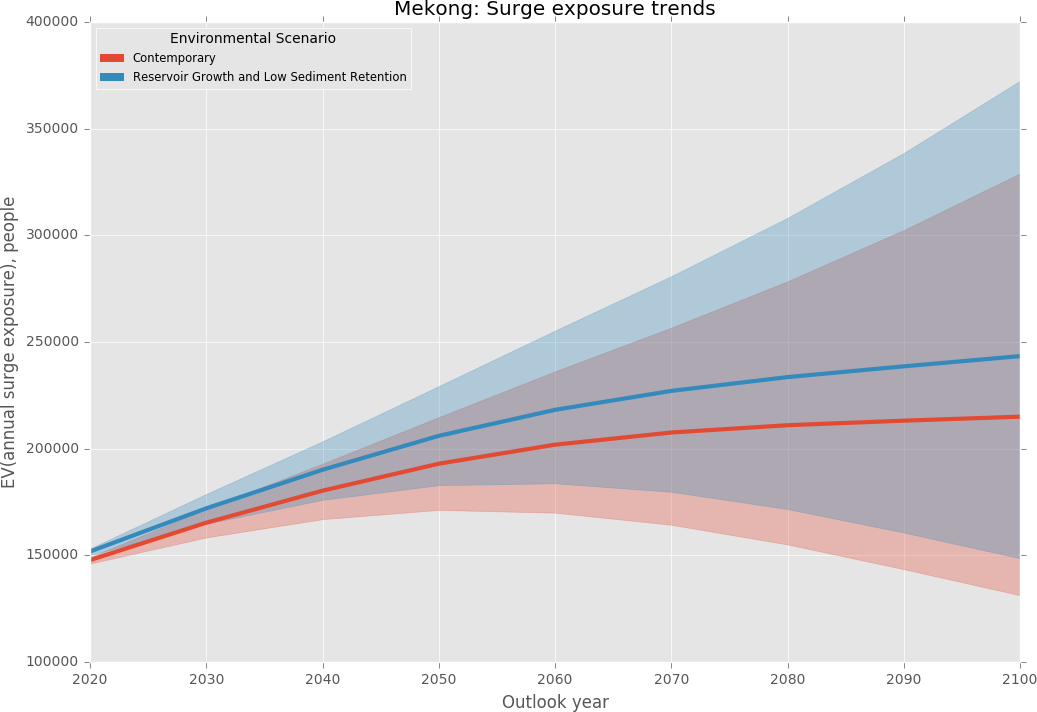 Mekong: Surge exposure trends
400000
350000
300000
250000
200000
150000
100000
EV(annual surge exposure), people
Environmental Scenario
Contemporary
Reservoir Growth and Low Sediment Retention
2020 2030 2040 2050 2060 2070 2080 2090 2100
Outlook year